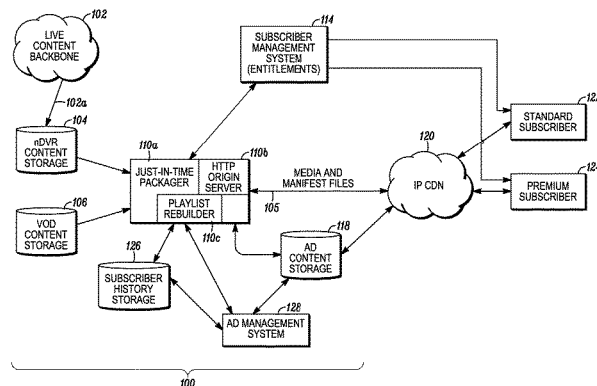 102
LIVE
CONTENT
BACKBONE
102a
104
nDVR
CONTENT
STORAGE
106
VOD
CONTENT
STORAGE
110a
JUST-IN-TIME
PACKAGER
110b
HTTP
ORIGIN
SERVER
PLAYLIST
REBUILDER
110c
114
SUBSCRIBER
MANAGEMENT
SYSTEM
(ENTITLEMENTS)
MEDIA AND
MANIFEST FILES
105
120
IP CDN
STANDARD
SUBSCRIBER
PREMIUM
SUBSCRIBER
118
AD
CONTENT
STORAGE
126
SUBSCRIBER
HISTORY
STORAGE
128
AD MANAGEMENT
SYSTEM
100